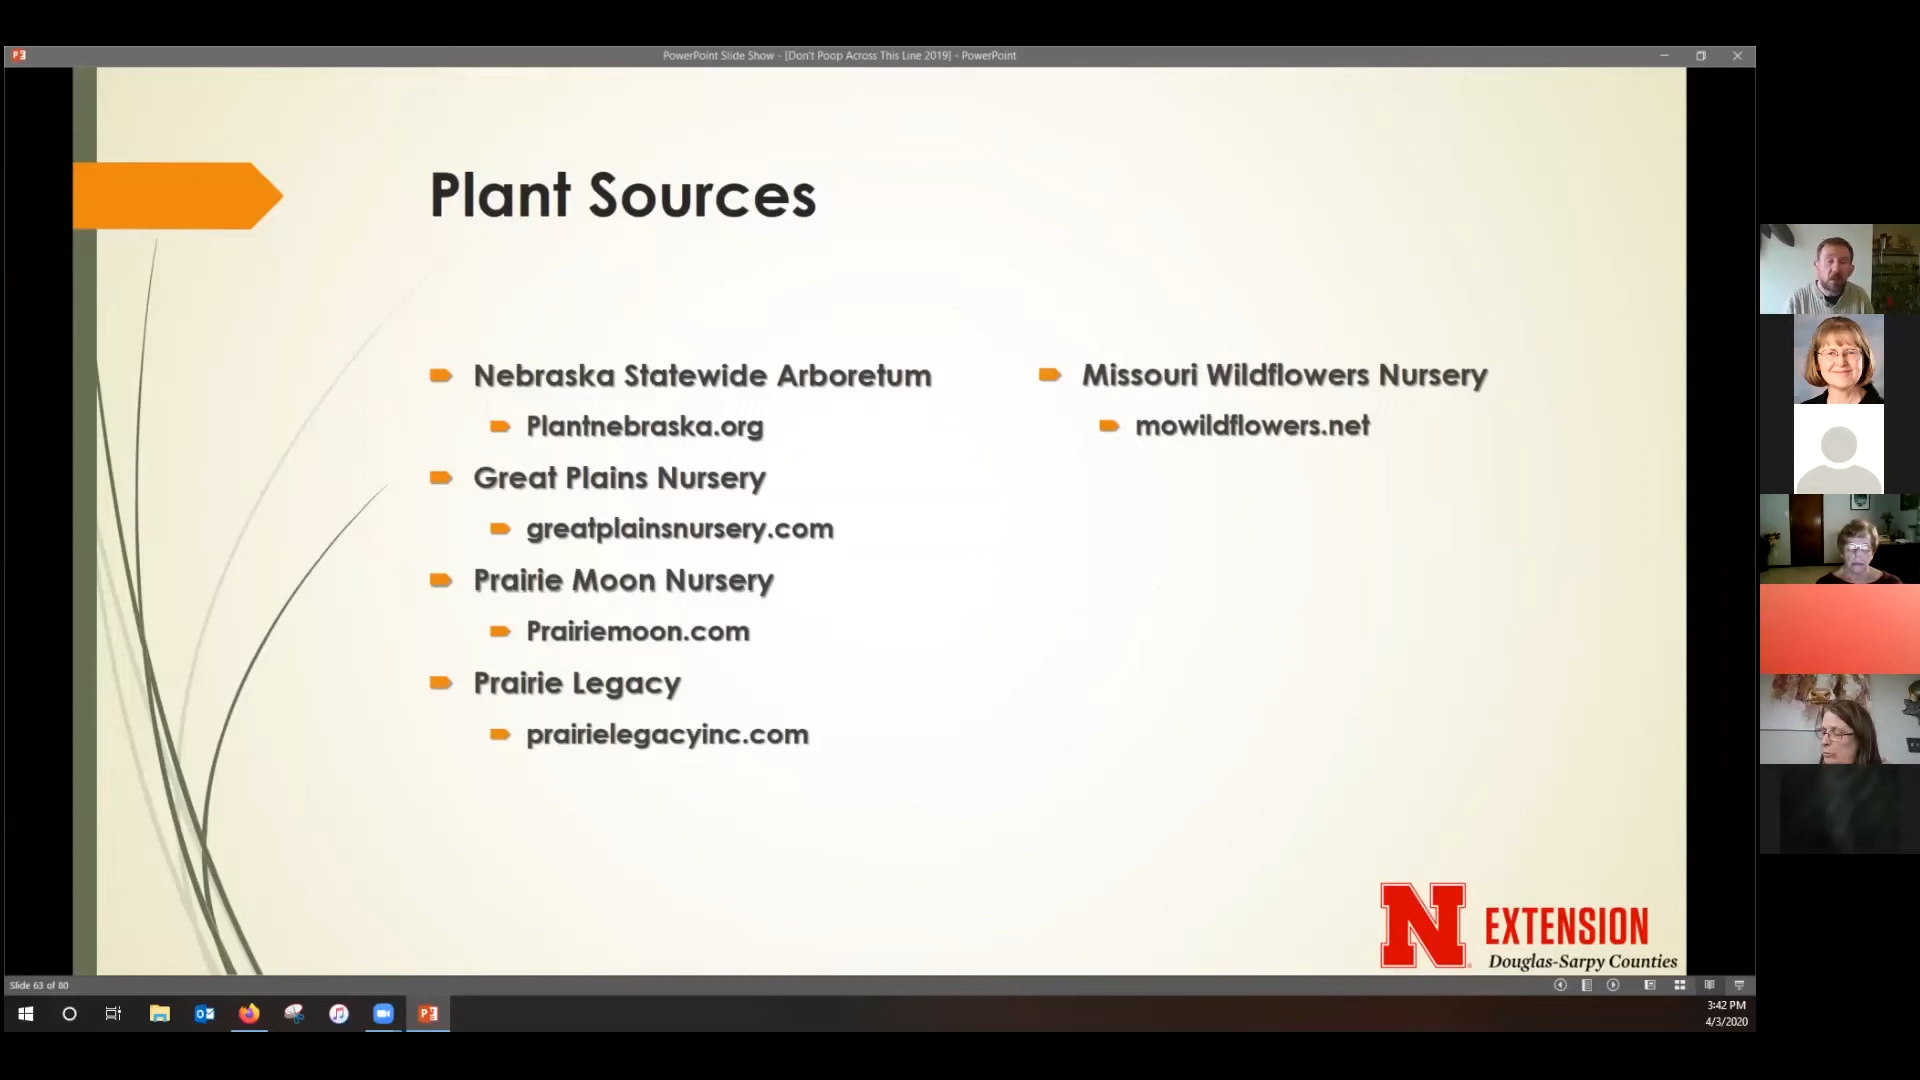 PowerPoint Slide Show - [Don't Poop Across This Line 2019] - PowerPoint
Plant Sources
Nebraska Statewide Arboretum
Plantnebraska.org
Great Plains Nursery
greatplainsnursery.com
Prairie Moon Nursery
Prairiemoon.com
Prairie Legacy
prairielegacyinc.com
Missouri Wildflowers Nursery
mowildflowers.net
N EXTENSION
Douglas-Sarpy Counties
Slide 63 of 80
3:42 PM
4/3/2020